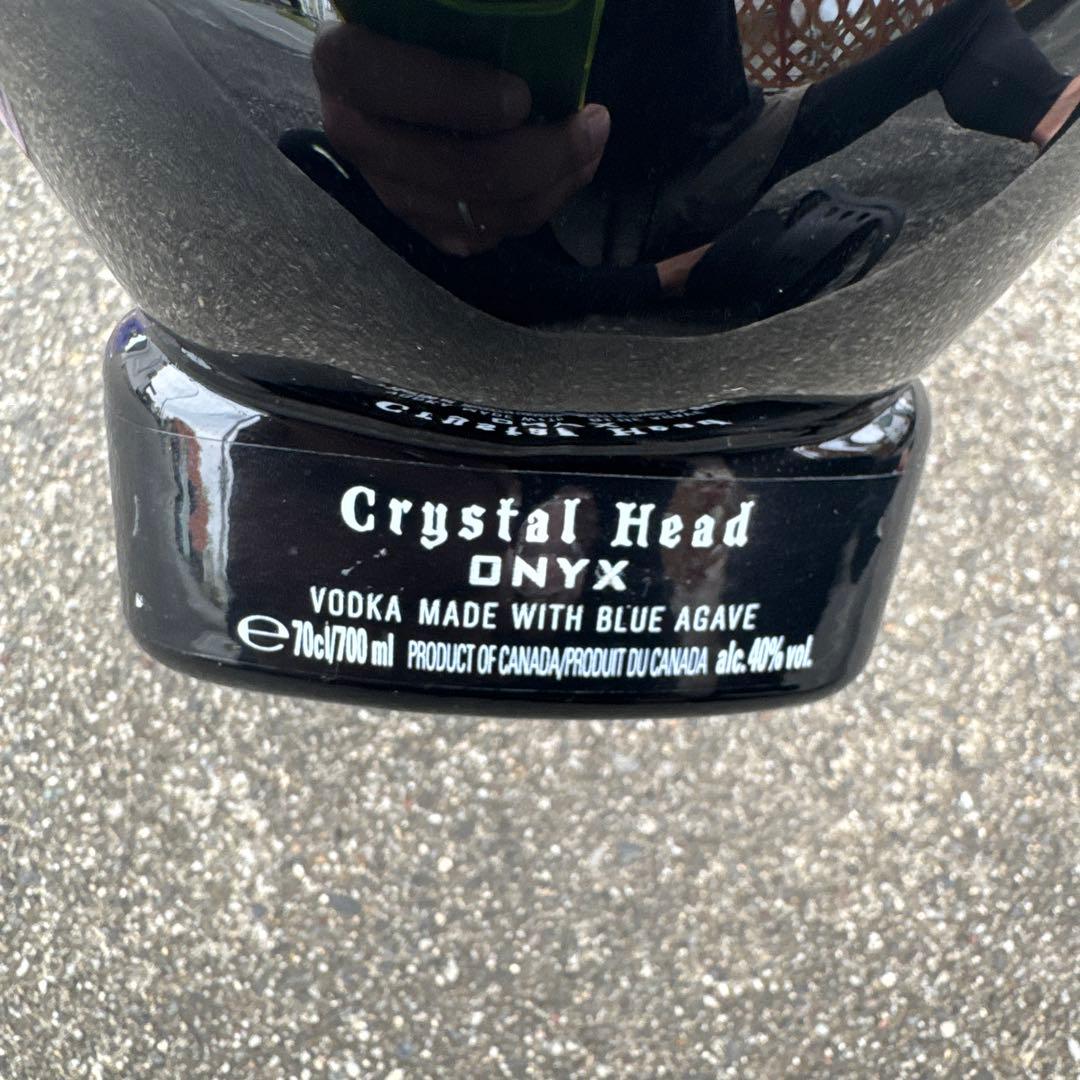 Crystal Head
ONYX
VODKA MADE WITH BLUE AGAVE
℮ 70cl/700 ml PRODUCT OF CANADA/PRODUIT DU CANADA alc. 40% vol.